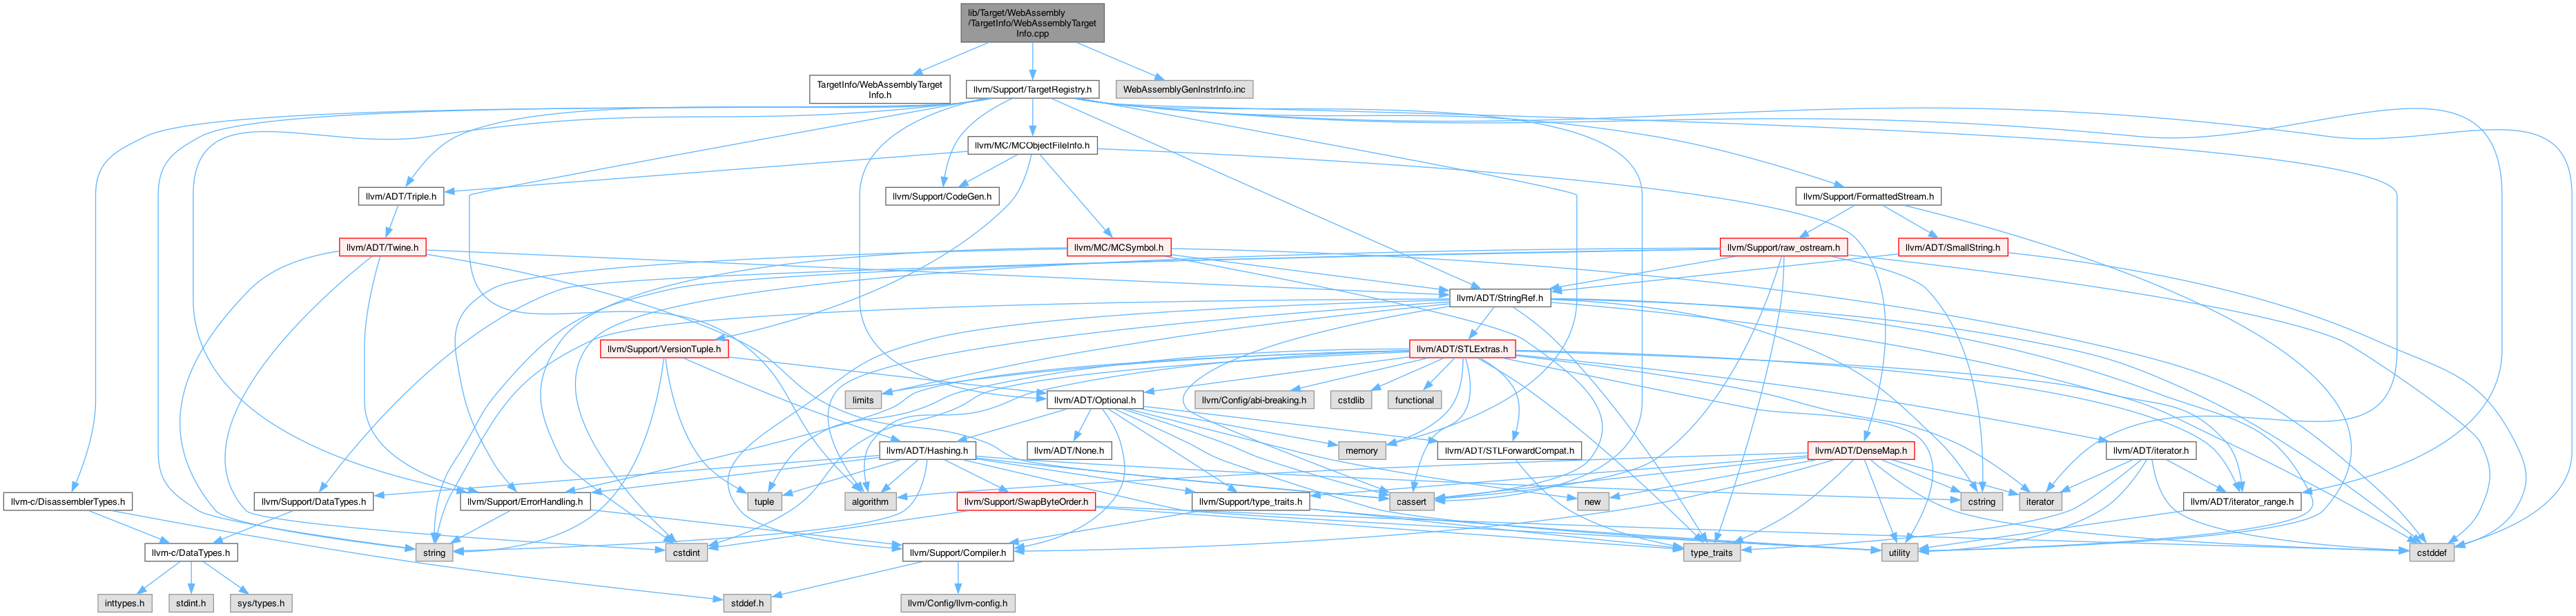 lib/Target/WebAssembly
/TargetInfo/WebAssemblyTarget
Info.cpp
TargetInfo/WebAssemblyTarget
Info.h
llvm/Support/TargetRegistry.h
WebAssemblyGenInstrInfo.inc
llvm/MC/MCObjectFileInfo.h
llvm/ADT/Triple.h
llvm/Support/CodeGen.h
llvm/Support/FormattedStream.h
llvm/ADT/Twine.h
llvm/MC/MCSymbol.h
llvm/Support/raw_ostream.h
llvm/ADT/SmallString.h
llvm/ADT/StringRef.h
llvm/Support/VersionTuple.h
llvm/ADT/STLExtras.h
limits
llvm/ADT/Optional.h
llvm/Config/abi-breaking.h
cstdlib
functional
llvm/ADT/Hashing.h
llvm/ADT/None.h
memory
llvm/ADT/STLForwardCompat.h
llvm/ADT/DenseMap.h
llvm/ADT/iterator.h
llvm-c/DisassemblerTypes.h
llvm/Support/DataTypes.h
llvm/Support/ErrorHandling.h
tuple
algorithm
llvm/Support/SwapByteOrder.h
llvm/Support/type_traits.h
cassert
new
cstring
iterator
llvm/ADT/iterator_range.h
llvm-c/DataTypes.h
string
cstdint
llvm/Support/Compiler.h
type_traits
utility
cstddef
inttypes.h
stdint.h
sys/types.h
stddef.h
llvm/Config/llvm-config.h